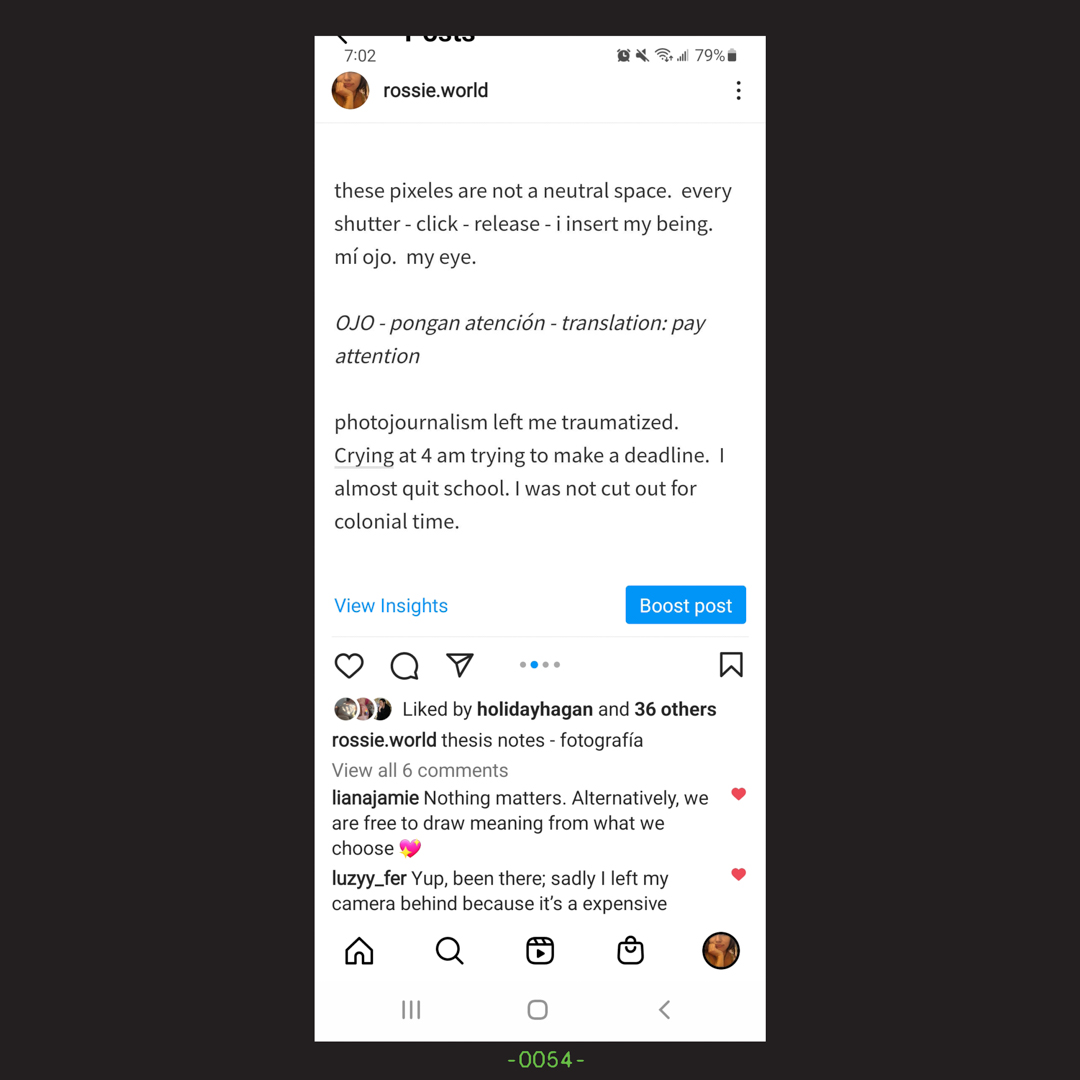 Posts
7:02
79%
rossie.world
these pixeles are not a neutral space.  every
shutter - click - release - i insert my being.
mí ojo.  my eye.
OJO - pongan atención - translation: pay
attention
photojournalism left me traumatized.
Crying at 4 am trying to make a deadline.  I
almost quit school. I was not cut out for
colonial time.
View Insights
Boost post
Liked by holidayhagan and 36 others
rossie.world thesis notes - fotografía
View all 6 comments
lianajamie Nothing matters. Alternatively, we
are free to draw meaning from what we
choose 💖
luzyy_fer Yup, been there; sadly I left my
camera behind because it’s a expensive
-0054-